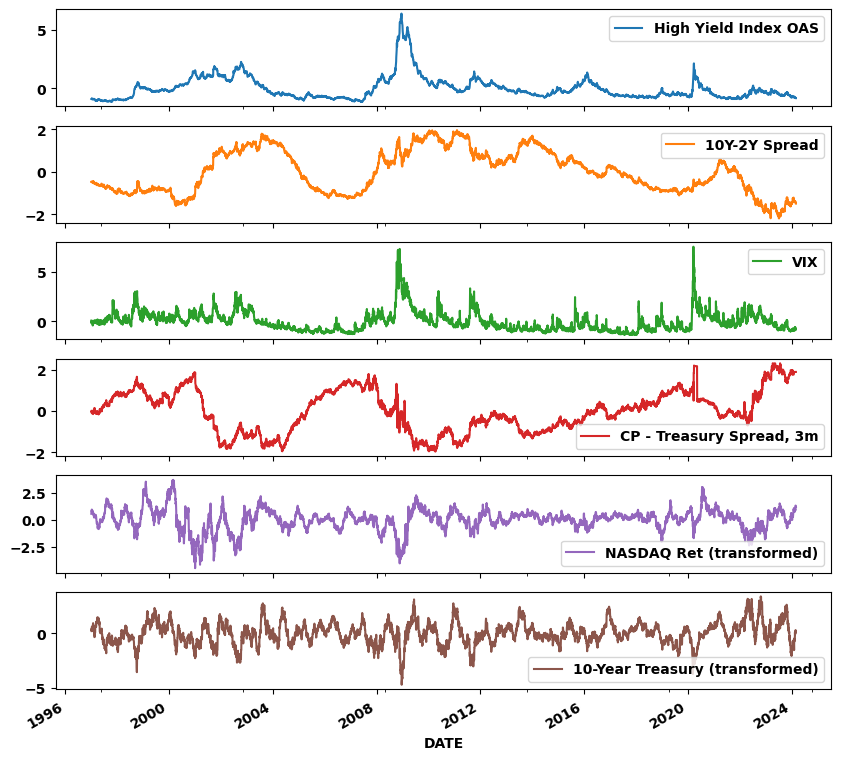 High Yield Index OAS
5
0
10Y-2Y Spread
2
0
−2
VIX
5
0
2
0
−2
CP - Treasury Spread, 3m
2.5
0.0
−2.5
NASDAQ Ret (transformed)
0
−5
10-Year Treasury (transformed)
1996 2000 2004 2008 2012 2016 2020 2024
DATE